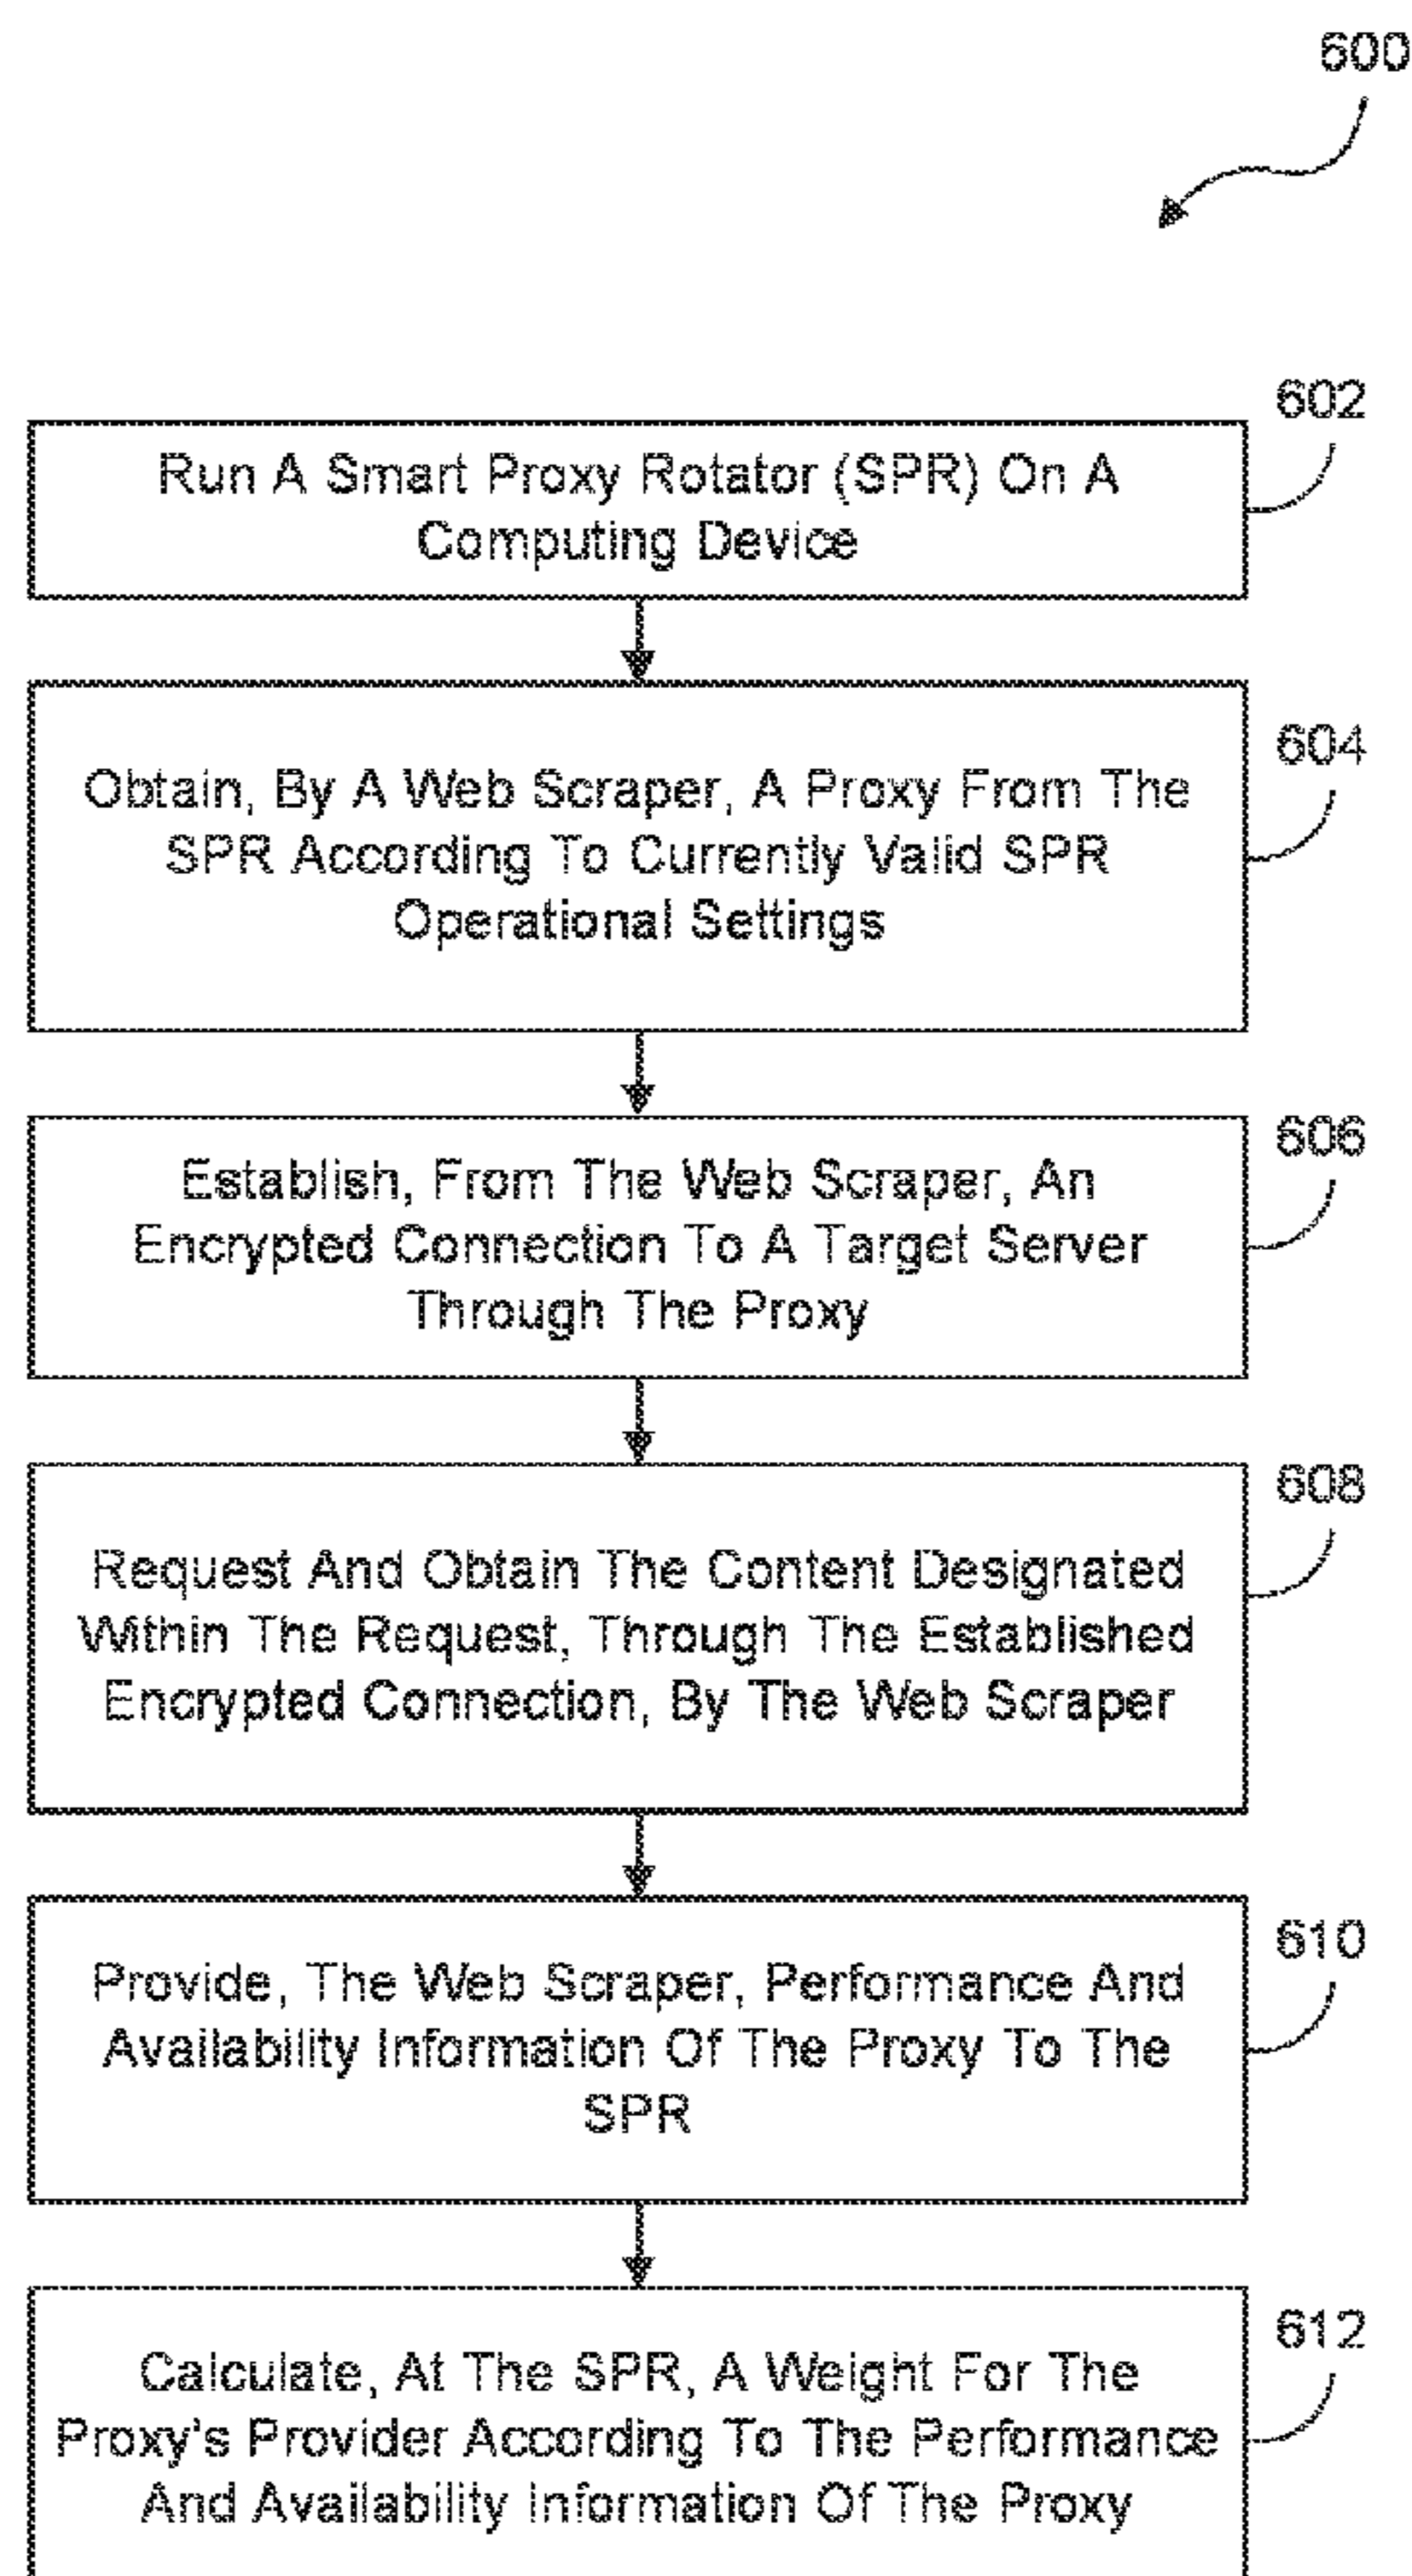 600
602
Run A Smart Proxy Rotator (SPR) On A
Computing Device
604
Obtain, By A Web Scraper, A Proxy From The
SPR According To Currently Valid SPR
Operational Settings
606
Establish, From The Web Scraper, An
Encrypted Connection To A Target Server
Through The Proxy
608
Request And Obtain The Content Designated
Within The Request, Through The Established
Encrypted Connection, By The Web Scraper
610
Provide, The Web Scraper, Performance And
Availability Information Of The Proxy To The
SPR
612
Calculate, At The SPR, A Weight For The
Proxy's Provider According To The Performance
And Availability Information Of The Proxy